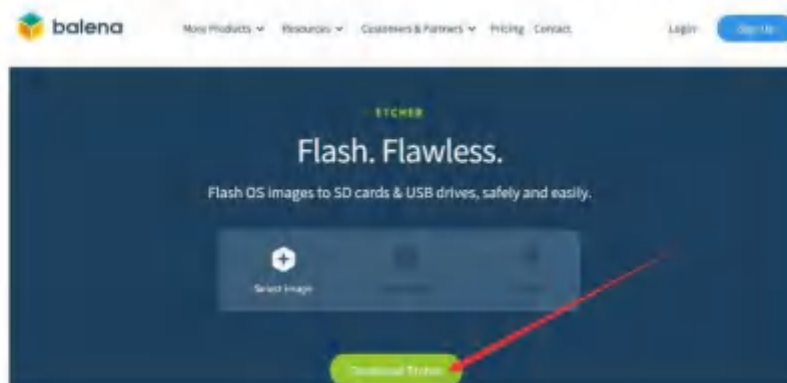 balena
More Products Resources Customers & Partners Pricing Contact
Login Sign Up
ETCHER
Flash. Flawless.
Flash OS images to SD cards & USB drives, safely and easily.
Select Image
Download Etcher